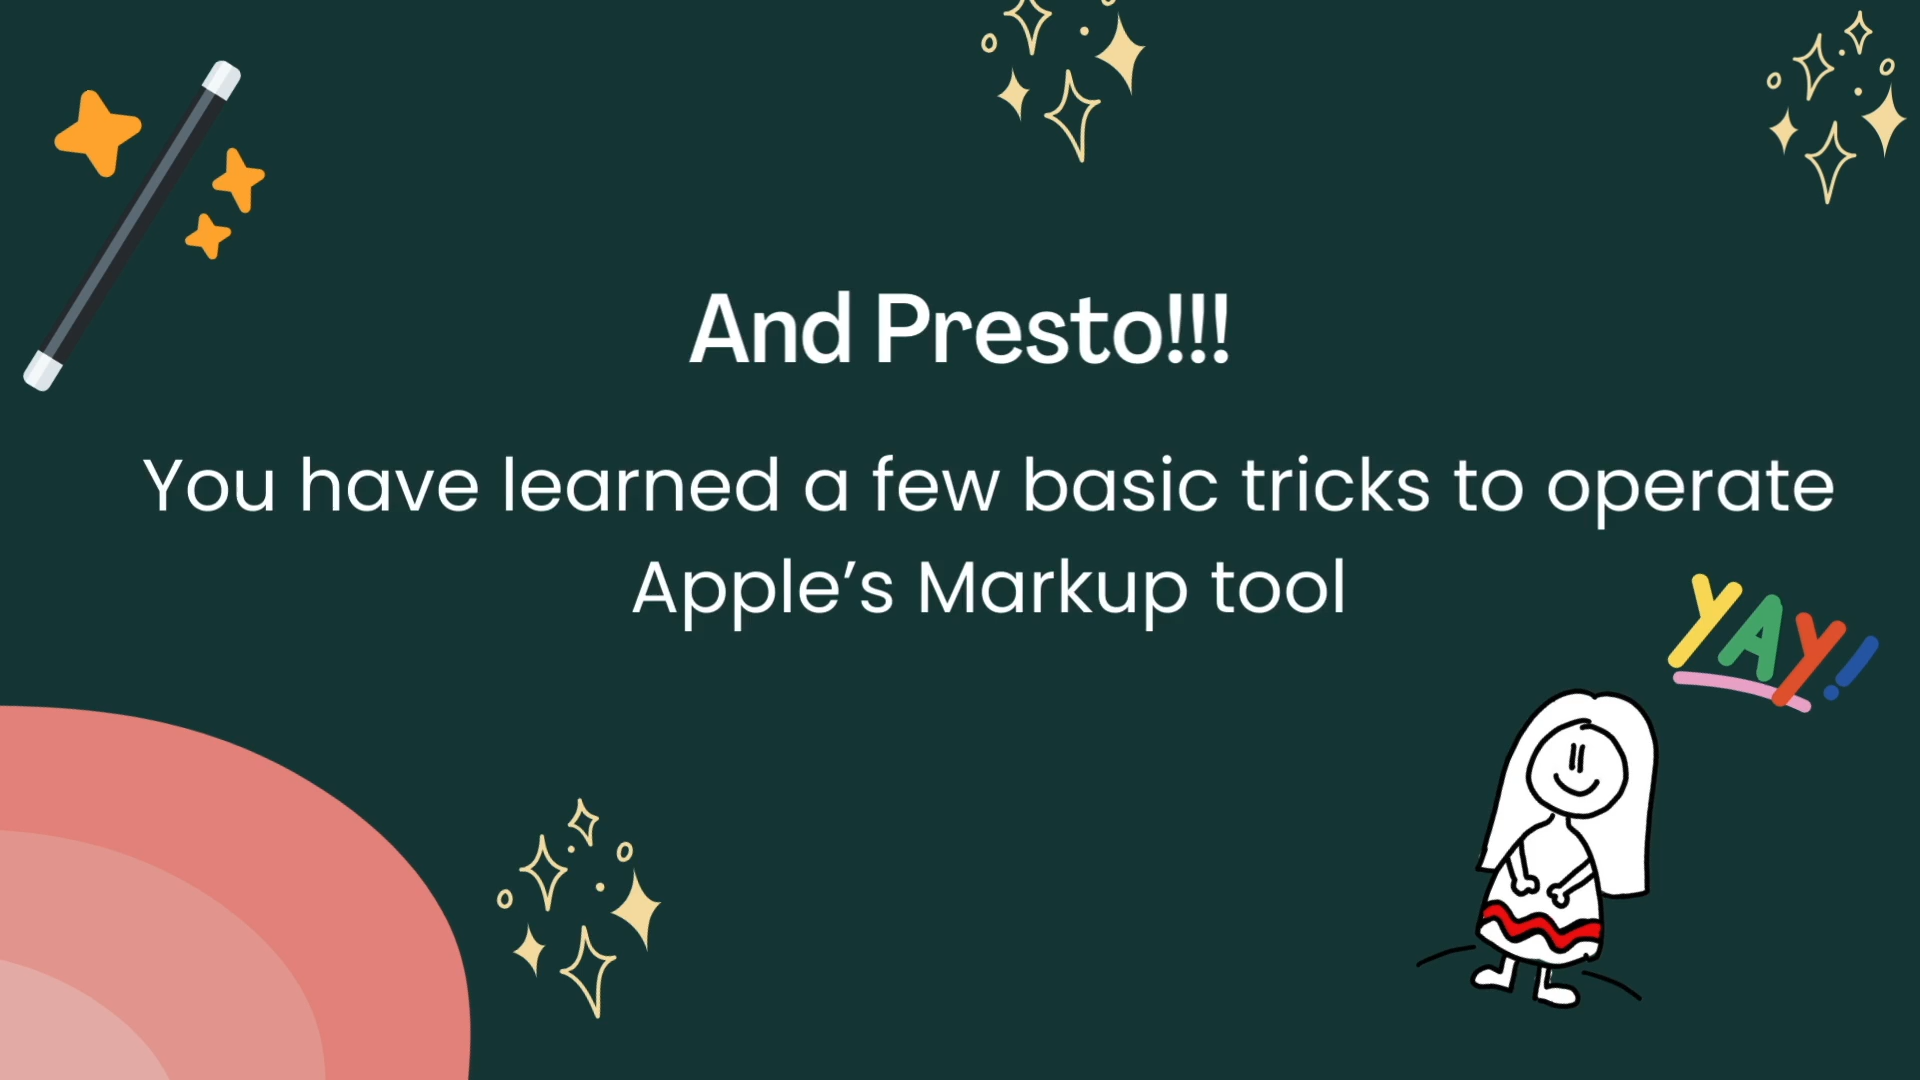 And Presto!!!
You have learned a few basic tricks to operate
Apple’s Markup tool
YAY!